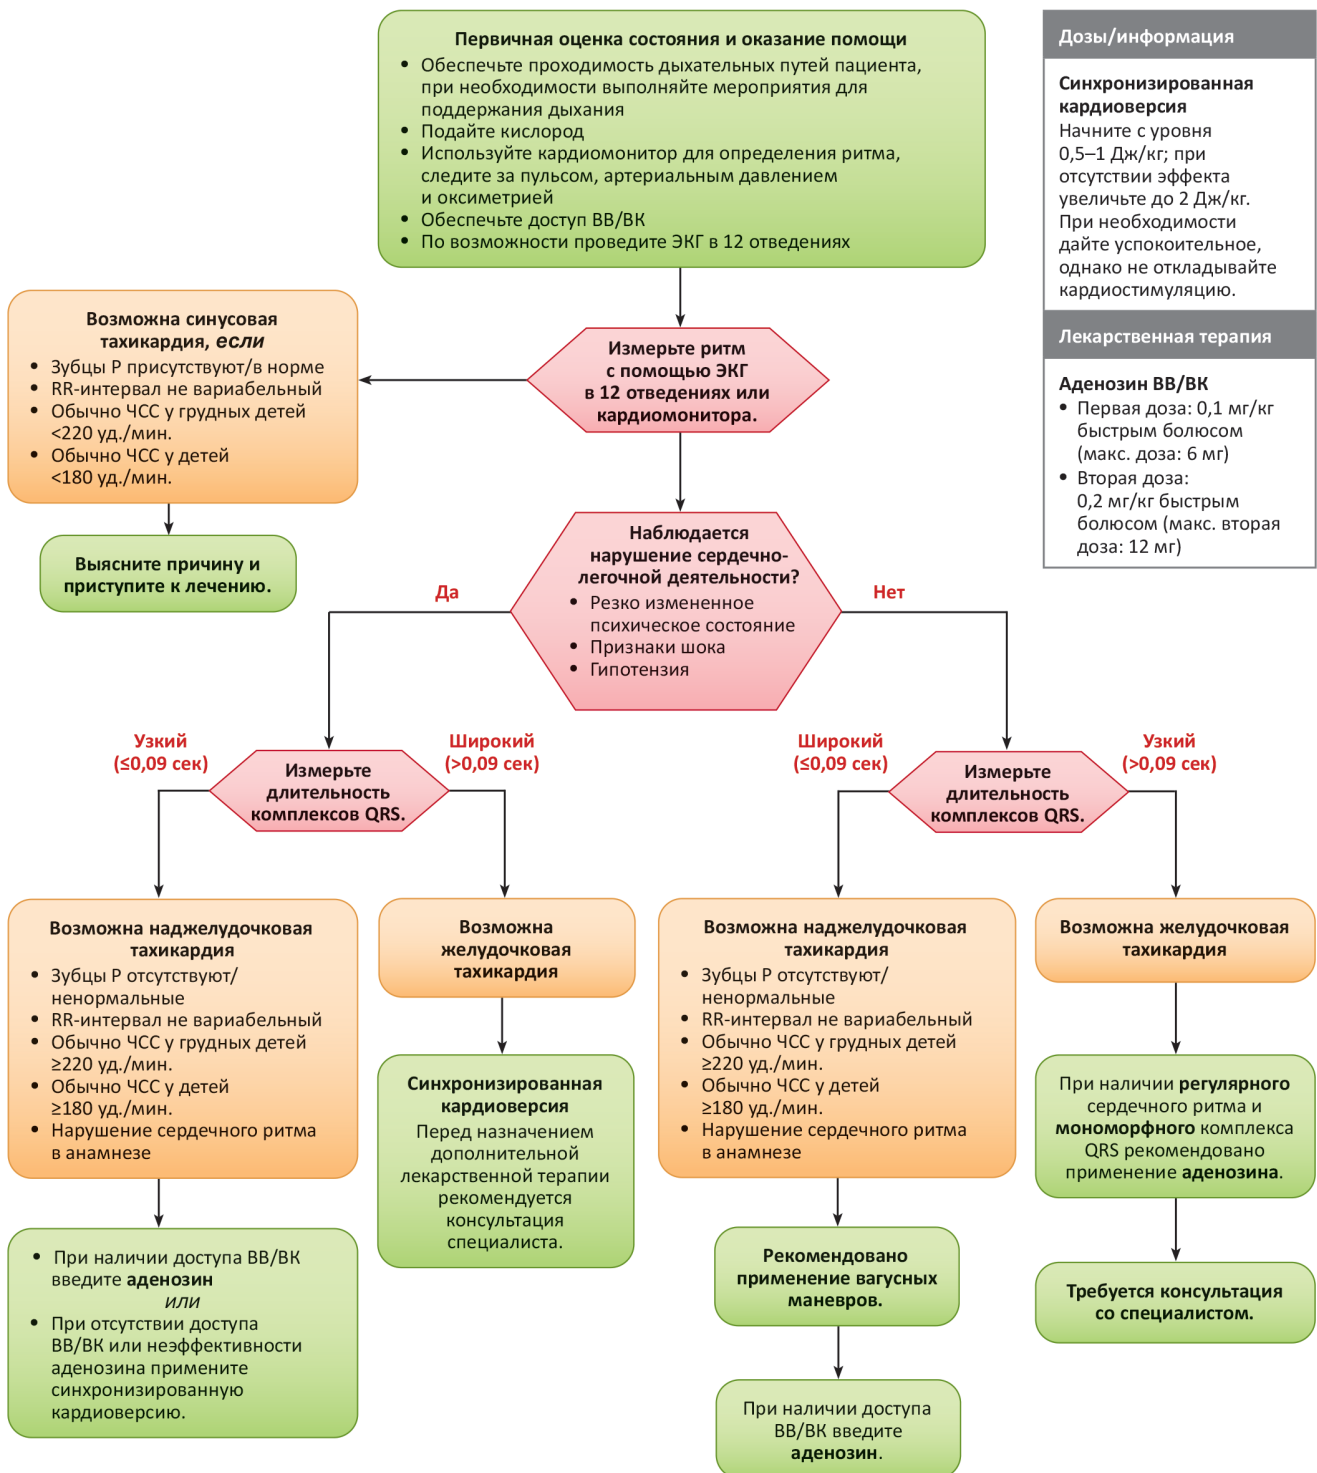 Первичная оценка состояния и оказание помощи
• Обеспечьте проходимость дыхательных путей пациента,
при необходимости выполняйте мероприятия для
поддержания дыхания
• Подайте кислород
• Используйте кардиомонитор для определения ритма,
следите за пульсом, артериальным давлением
и оксиметрией
• Обеспечьте доступ ВВ/ВК
• По возможности проведите ЭКГ в 12 отведениях
Дозы/информация
Синхронизированная
кардиоверсия
Начните с уровня
0,5–1 Дж/кг; при
отсутствии эффекта
увеличьте до 2 Дж/кг.
При необходимости
дайте успокоительное,
однако не откладывайте
кардиостимуляцию.
Лекарственная терапия
Аденозин ВВ/ВК
• Первая доза: 0,1 мг/кг
быстрым болюсом
(макс. доза: 6 мг)
• Вторая доза:
0,2 мг/кг быстрым
болюсом (макс. вторая
доза: 12 мг)
Измерьте ритм
с помощью ЭКГ
в 12 отведениях или
кардиомонитора.
Возможна синусовая
тахикардия, если
• Зубцы Р присутствуют/в норме
• RR-интервал не вариабельный
• Обычно ЧСС у грудных детей
<220 уд./мин.
• Обычно ЧСС у детей
<180 уд./мин.
Выясните причину и
приступите к лечению.
Наблюдается
нарушение сердечно-
легочной деятельности?
• Резко измененное
психическое состояние
• Признаки шока
• Гипотензия
Да
Нет
Узкий
(≤0,09 сек)
Измерьте
длительность
комплексов QRS.
Широкий
(>0,09 сек)
Широкий
(≤0,09 сек)
Измерьте
длительность
комплексов QRS.
Узкий
(>0,09 сек)
Возможна наджелудочковая
тахикардия
• Зубцы Р отсутствуют/
ненормальные
• RR-интервал не вариабельный
• Обычно ЧСС у грудных детей
≥220 уд./мин.
• Обычно ЧСС у детей
≥180 уд./мин.
• Нарушение сердечного ритма
в анамнезе
• При наличии доступа ВВ/ВК
введите аденозин
или
• При отсутствии доступа
ВВ/ВК или неэффективности
аденозина примените
синхронизированную
кардиоверсию.
Возможна
желудочковая
тахикардия
Синхронизированная
кардиоверсия
Перед назначением
дополнительной
лекарственной терапии
рекомендуется
консультация
специалиста.
Возможна наджелудочковая
тахикардия
• Зубцы Р отсутствуют/
ненормальные
• RR-интервал не вариабельный
• Обычно ЧСС у грудных детей
≥220 уд./мин.
• Обычно ЧСС у детей
≥180 уд./мин.
• Нарушение сердечного ритма
в анамнезе
Рекомендовано
применение вагусных
маневров.
При наличии доступа
ВВ/ВК введите
аденозин.
Возможна желудочковая
тахикардия
При наличии регулярного
сердечного ритма и
мономорфного комплекса
QRS рекомендовано
применение аденозина.
Требуется консультация
со специалистом.